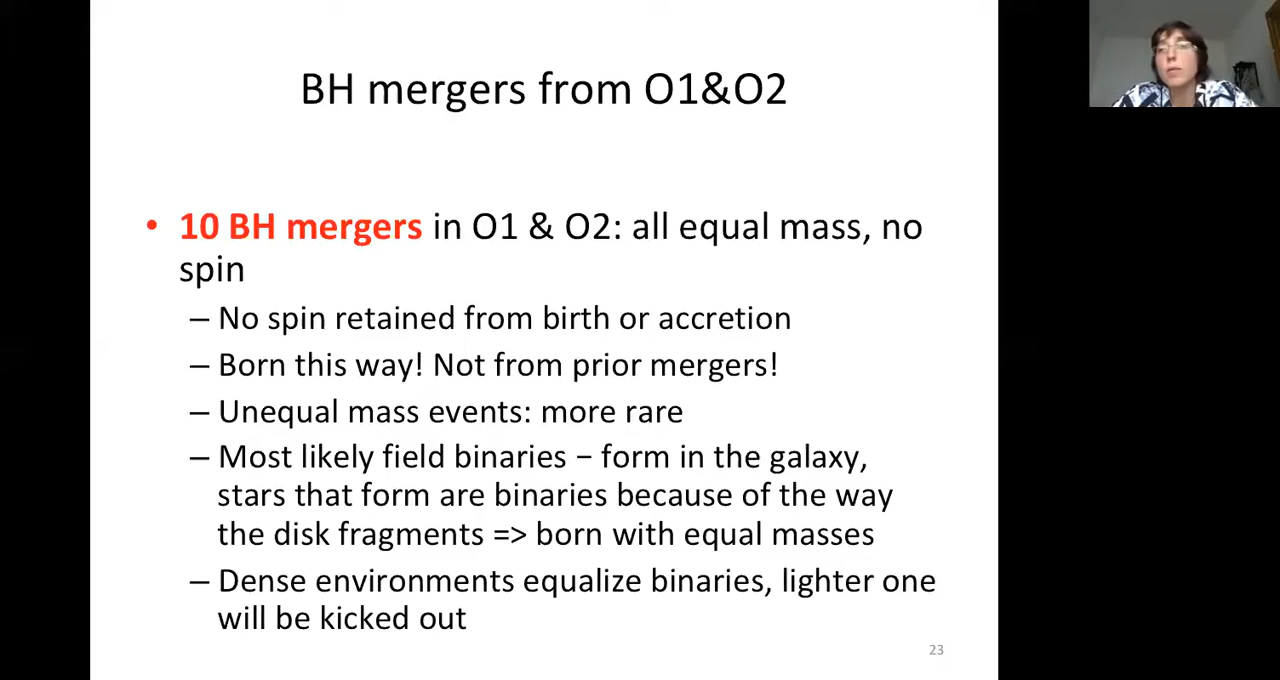 BH mergers from O1&O2
• 10 BH mergers in O1 & O2: all equal mass, no
spin
– No spin retained from birth or accretion
– Born this way! Not from prior mergers!
– Unequal mass events: more rare
– Most likely field binaries − form in the galaxy,
stars that form are binaries because of the way
the disk fragments => born with equal masses
– Dense environments equalize binaries, lighter one
will be kicked out
23